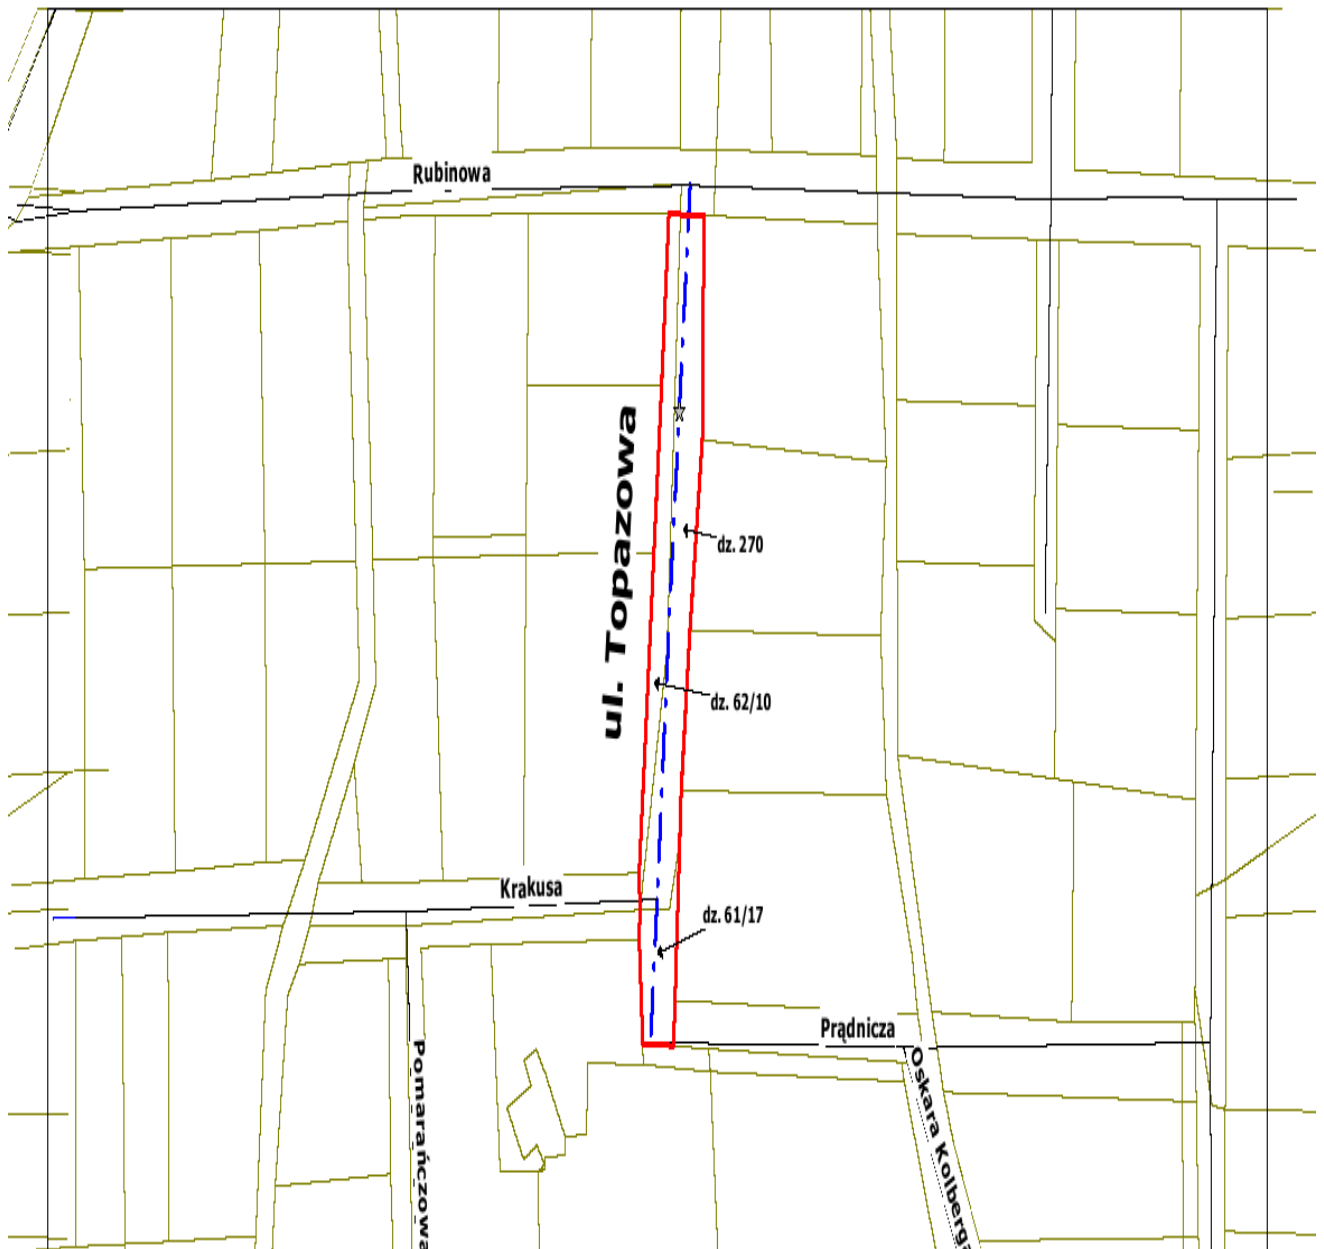 Rubinowa
ul. Topazowa
dz. 270
dz. 62/10
Krakusa
dz. 61/17
Prądnicza
Pomarańczowa
Oskara Kolberga